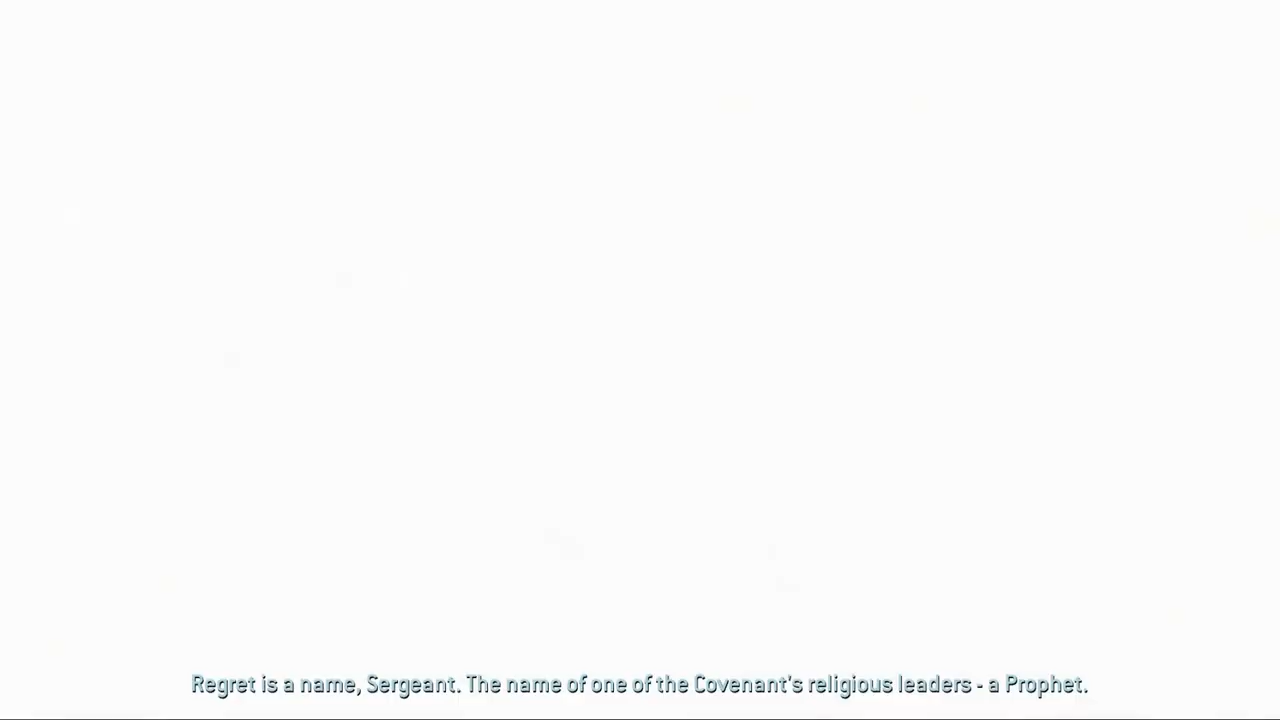 Regret is a name, Sergeant. The name of one of the Covenant's religious leaders - a Prophet.